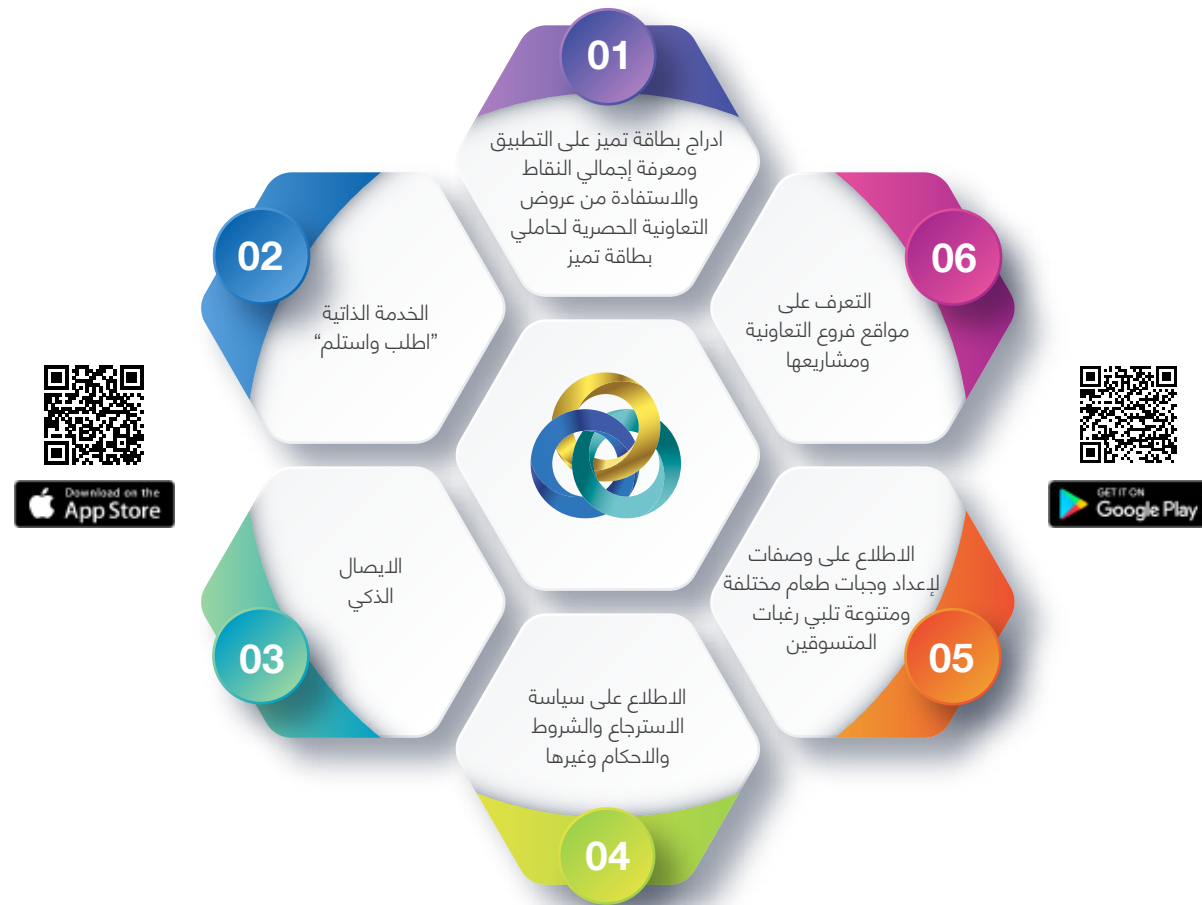 01
ادراج بطاقة تميز على التطبيق
ومعرفة إجمالي النقاط
والاستفادة من عروض
التعاونية الحصرية لحاملي
بطاقة تميز
02
الخدمة الذاتية
"اطلب واستلم"
03
الايصال
الذكي
04
الاطلاع على سياسة
الاسترجاع والشروط
والاحكام وغيرها
05
الاطلاع على وصفات
لإعداد وجبات طعام مختلفة
ومتنوعة تلبي رغبات
المتسوقين
06
التعرف على
مواقع فروع التعاونية
ومشاريعها
Download on the
App Store
GET IT ON
Google Play